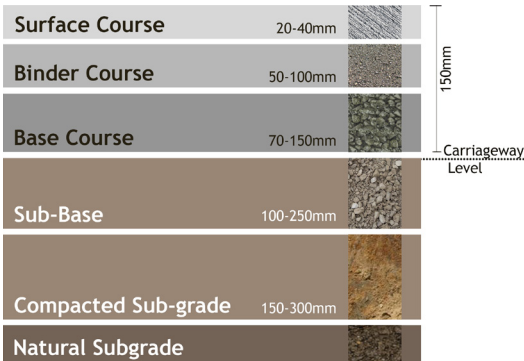 Surface Course 20-40mm
Binder Course 50-100mm
Base Course 70-150mm
150mm
Carriageway
Level
Sub-Base 100-250mm
Compacted Sub-grade 150-300mm
Natural Subgrade